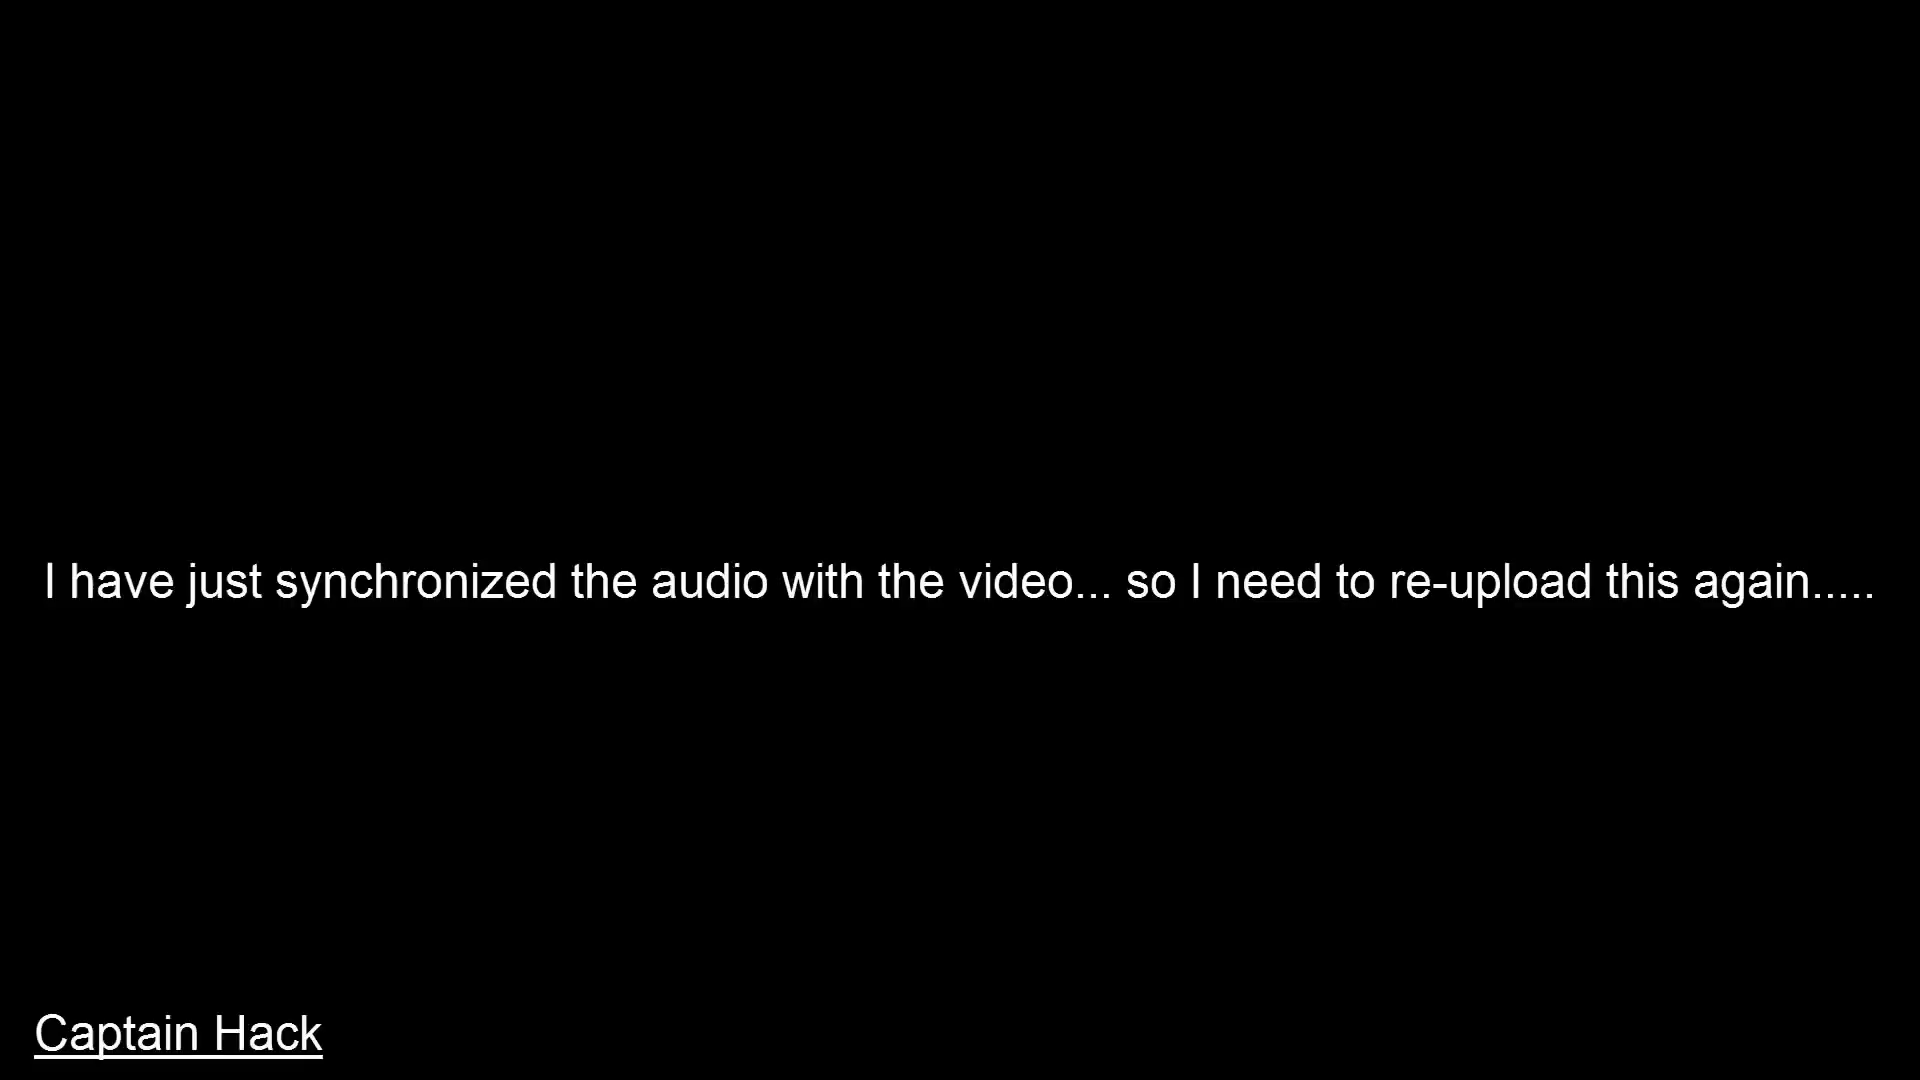 I have just synchronized the audio with the video... so I need to re-upload this again.....
Captain Hack